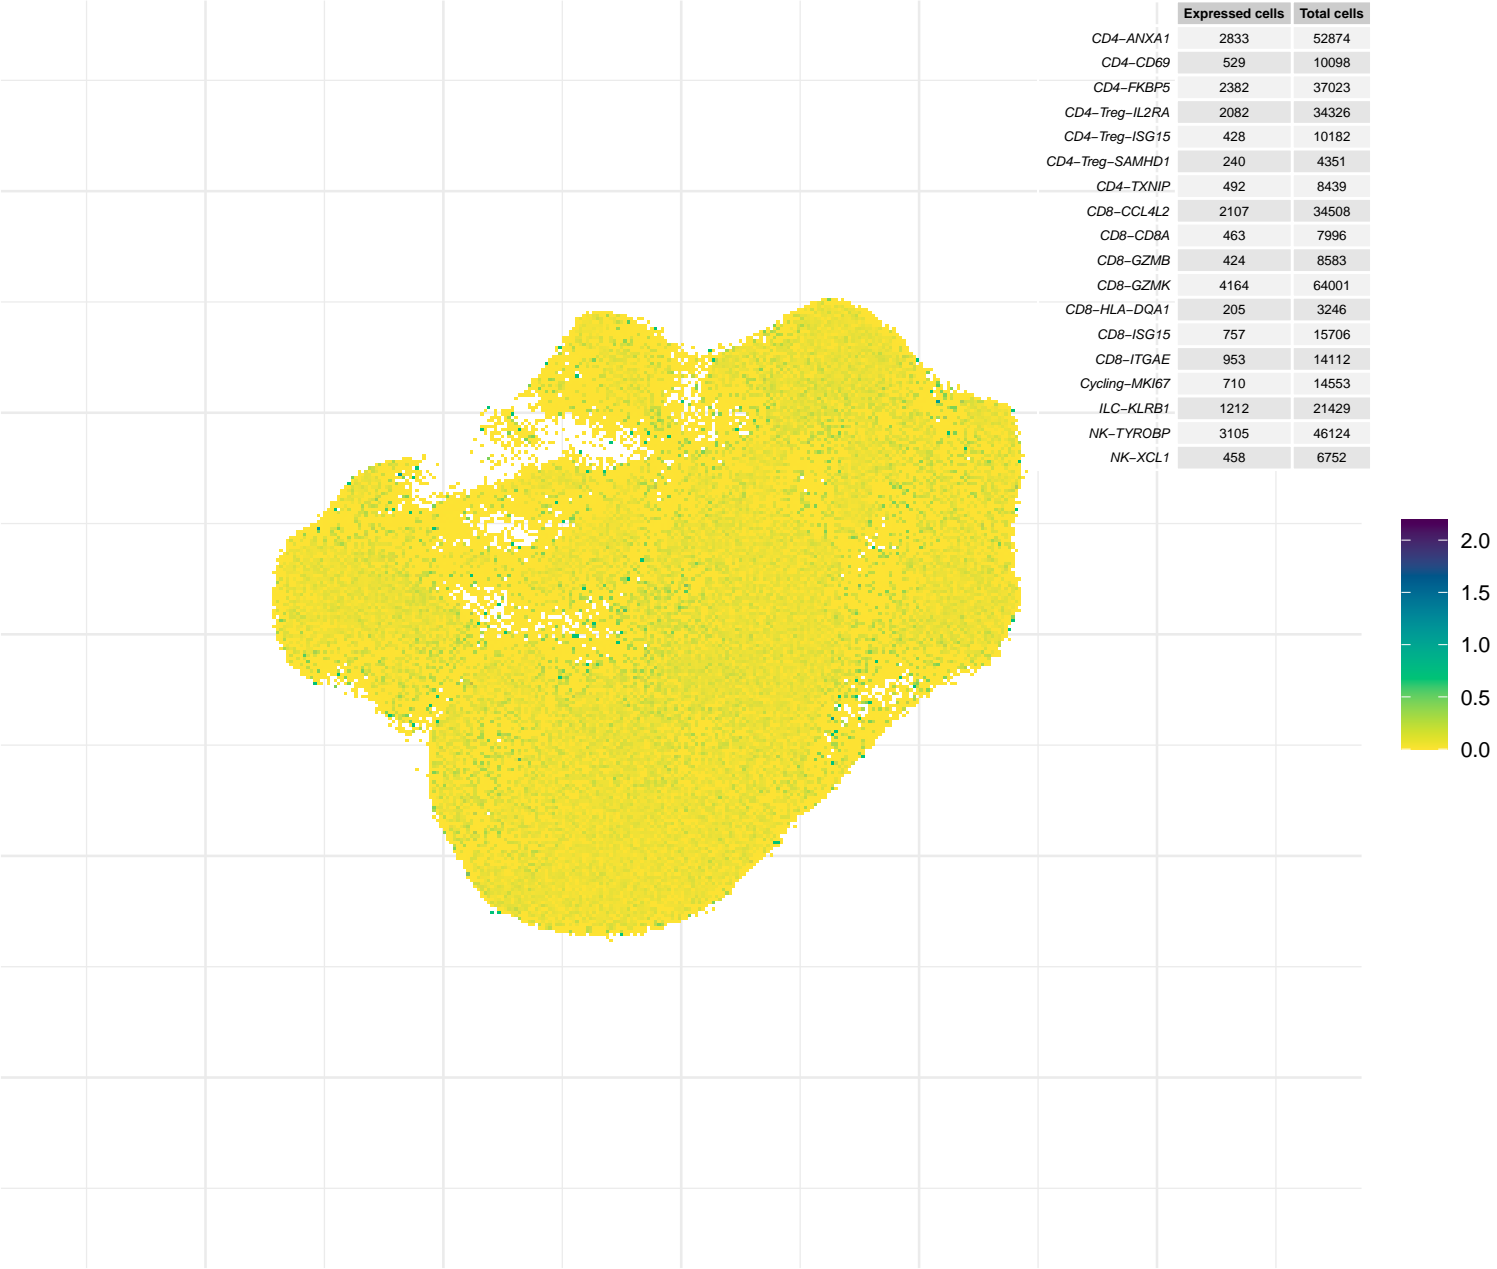 Expressed cells Total cells
CD4−ANXA1 2833 52874
CD4−CD69 529 10098
CD4−FKBP5 2382 37023
CD4−Treg−IL2RA 2082 34326
CD4−Treg−ISG15 428 10182
CD4−Treg−SAMHD1 240 4351
CD4−TXNIP 492 8439
CD8−CCL4L2 2107 34508
CD8−CD8A 463 7996
CD8−GZMB 424 8583
CD8−GZMK 4164 64001
CD8−HLA−DQA1 205 3246
CD8−ISG15 757 15706
CD8−ITGAE 953 14112
Cycling−MKI67 710 14553
ILC−KLRB1 1212 21429
NK−TYROBP 3105 46124
NK−XCL1 458 6752
2.0
1.5
1.0
0.5
0.0